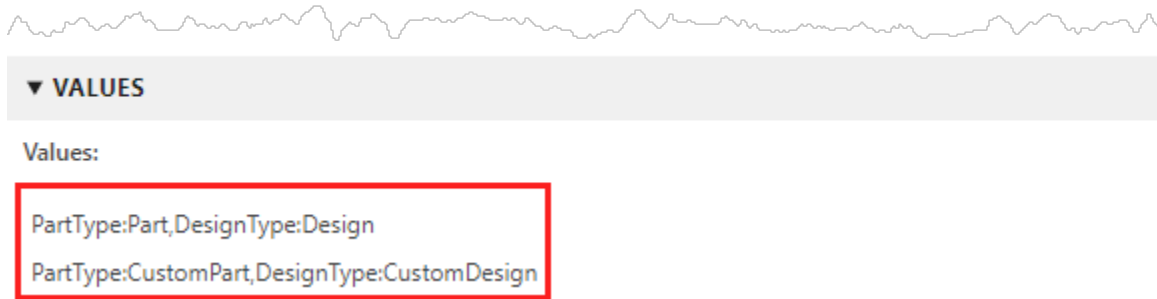 VALUES
Values:
PartType:Part,DesignType:Design
PartType:CustomPart,DesignType:CustomDesign